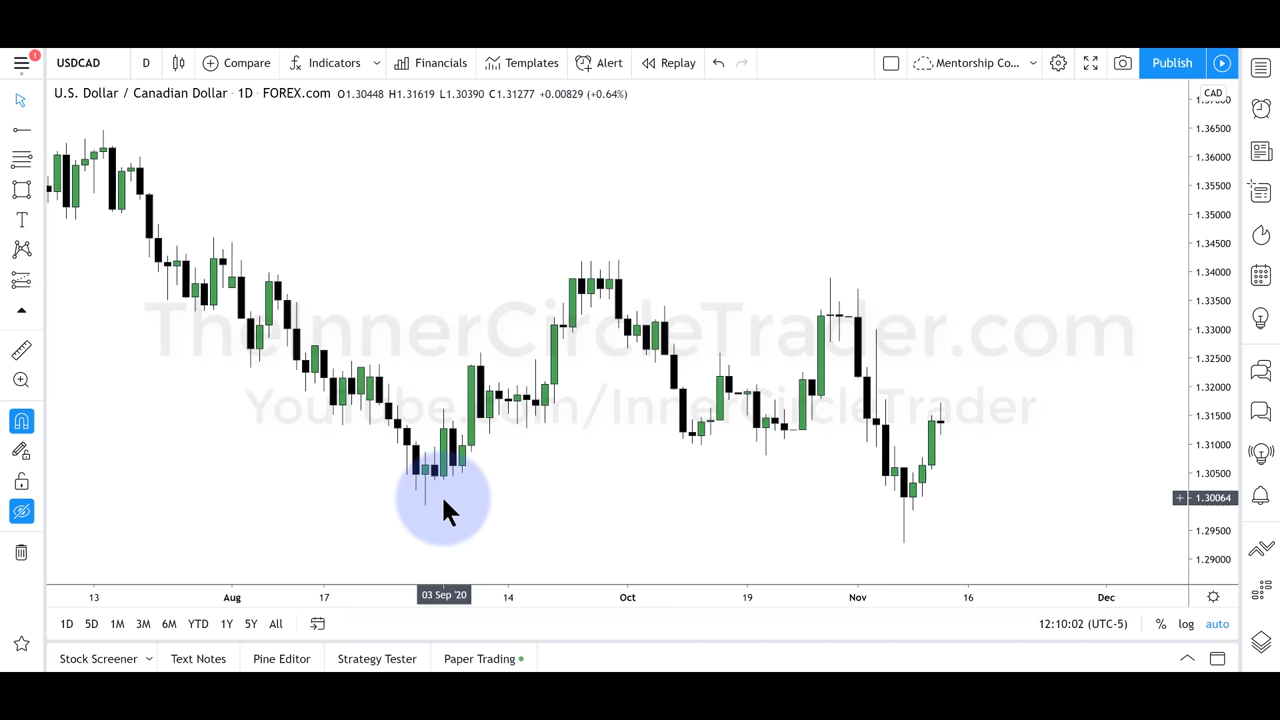 1
USDCAD D Compare Indicators Financials Templates Alert Replay Mentorship Co... Publish
U.S. Dollar / Canadian Dollar · 1D · FOREX.com O1.30448 H1.31619 L1.30390 C1.31277 +0.00829 (+0.64%)
CAD
1.36500
1.36000
1.35500
1.35000
1.34500
1.34000
1.33500
TheInnerCircleTrader.com
1.33000
1.32500
1.32000
YouTube.Com/InnerCircleTrader
1.31500
1.31000
1.30500
1.30064
1.29500
1.29000
13 Aug 17 03 Sep '20 14 Oct 19 Nov 16 Dec
1D 5D 1M 3M 6M YTD 1Y 5Y All 12:10:02 (UTC-5) % log auto
Stock Screener Text Notes Pine Editor Strategy Tester Paper Trading